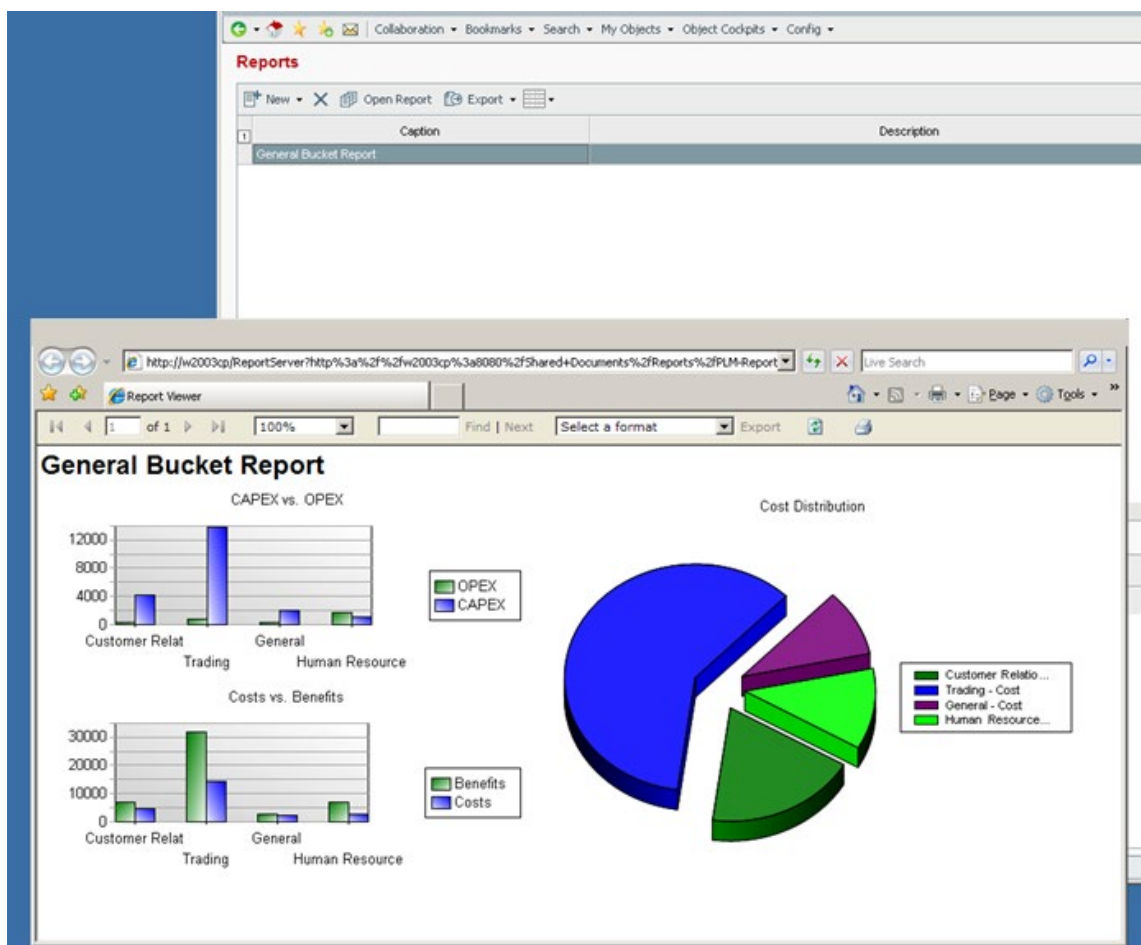 Collaboration Bookmarks Search My Objects Object Cockpits Config
Reports
New Open Report Export
1 Caption Description
General Bucket Report
http://w2003cp/ReportServer?http%3a%2f%2fw2003cp%3a8080%2fShared+Documents%2fReports%2fPLM-Report Live Search
Report Viewer Page Tools »
1 of 1 100% Find | Next Select a format Export
General Bucket Report
CAPEX vs. OPEX
12000
8000
4000
0
Customer Relat General
Trading Human Resource
OPEX
CAPEX
Costs vs. Benefits
30000
20000
10000
0
Customer Relat General
Trading Human Resource
Benefits
Costs
Cost Distribution
Customer Relatio...
Trading - Cost
General - Cost
Human Resource...